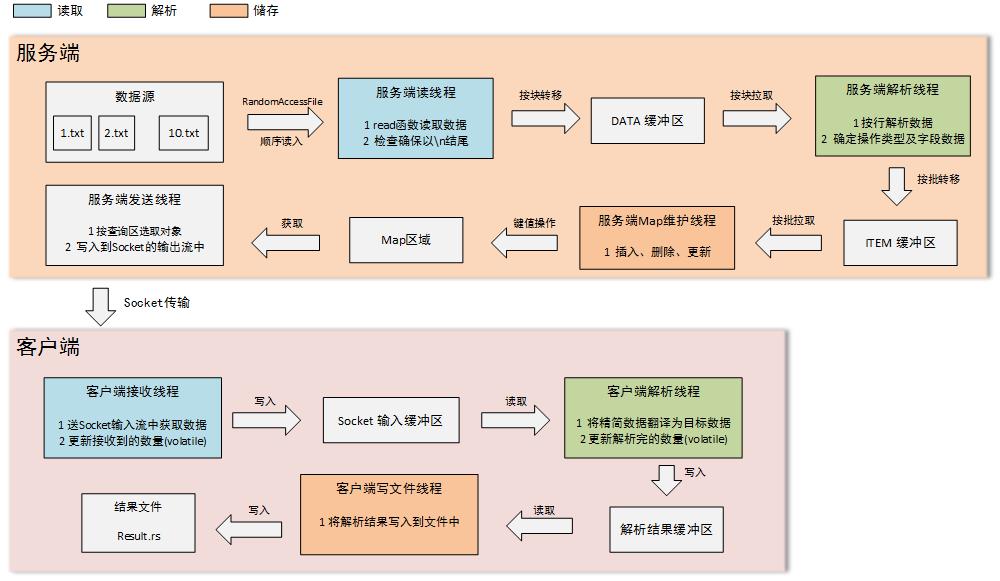 读取 解析 储存
服务端
数据源
1.txt 2.txt 10.txt
RandomAccessFile
顺序读入
服务端读线程
1 read函数读取数据
2 检查确保以\n结尾
按块转移
DATA 缓冲区
按块拉取
服务端解析线程
1按行解析数据
2 确定操作类型及字段数据
按批转移
ITEM 缓冲区
按批拉取
服务端Map维护线程
1 插入、删除、更新
键值操作
Map区域
获取
服务端发送线程
1按查询区选取对象
2 写入到Socket的输出流中
Socket传输
客户端
客户端接收线程
1 送Socket输入流中获取数据
2 更新接收到的数量(volatile)
写入
Socket 输入缓冲区
读取
客户端解析线程
1 将精简数据翻译为目标数据
2 更新解析完的数量(volatile)
写入
解析结果缓冲区
读取
客户端写文件线程
1 将解析结果写入到文件中
写入
结果文件
Result.rs